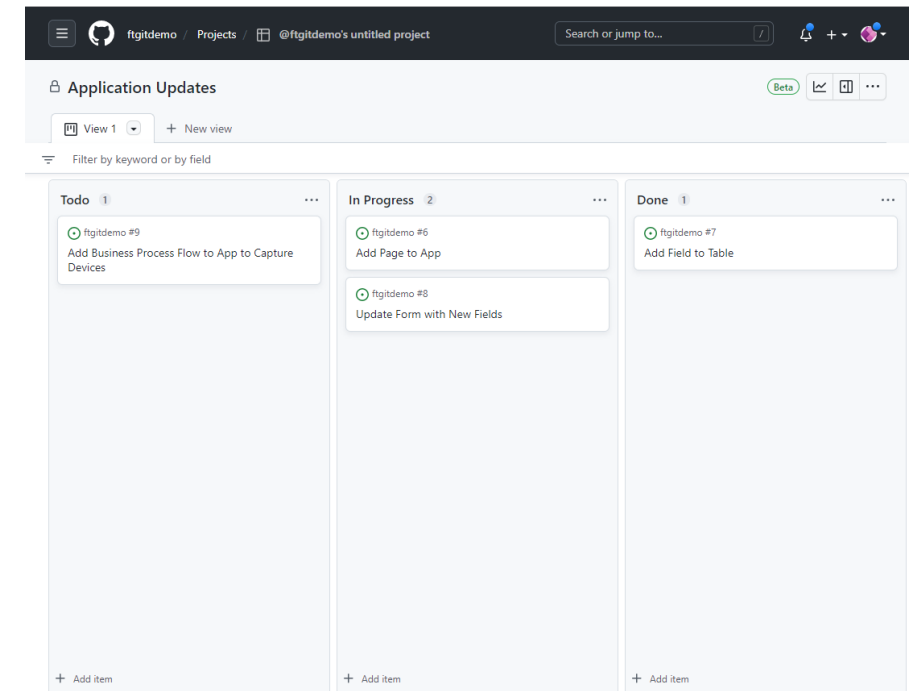 ftgitdemo / Projects / @ftgitdemo's untitled project Search or jump to... /
Application Updates Beta
View 1 New view
Filter by keyword or by field
Todo 1
ftgitdemo #9
Add Business Process Flow to App to Capture
Devices
Add item
In Progress 2
ftgitdemo #6
Add Page to App
ftgitdemo #8
Update Form with New Fields
Add item
Done 1
ftgitdemo #7
Add Field to Table
Add item